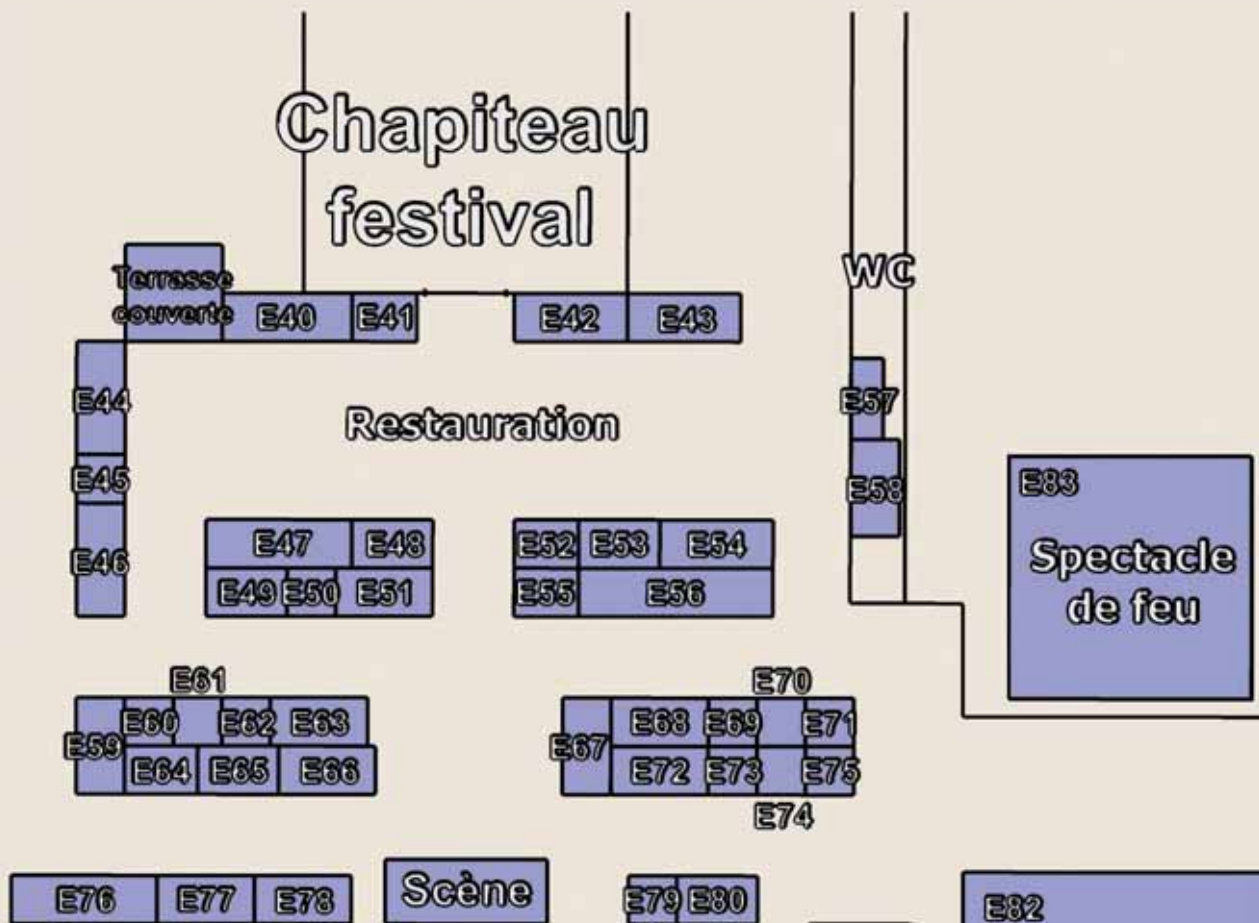 Chapiteau
festival
Terrasse
couverte
WC
E40 E41 E42 E43
E44
Restauration
E57
E45
E58
E83
E46
E47 E48
E52 E53 E54
Spectacle
de feu
E49 E50 E51
E55 E56
E61
E70
E59
E60 E62 E63
E67
E68 E69 E71
E64 E65 E66
E72 E73 E75
E74
E76 E77 E78
Scène
E79 E80
E82